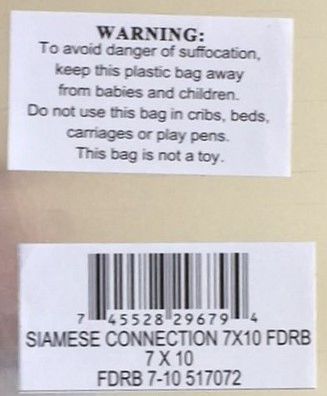 WARNING:
To avoid danger of suffocation,
keep this plastic bag away
from babies and children.
Do not use this bag in cribs, beds,
carriages or play pens.
This bag is not a toy.
7 45528 29679 4
SIAMESE CONNECTION 7X10 FDRB
7 X 10
FDRB 7-10 517072